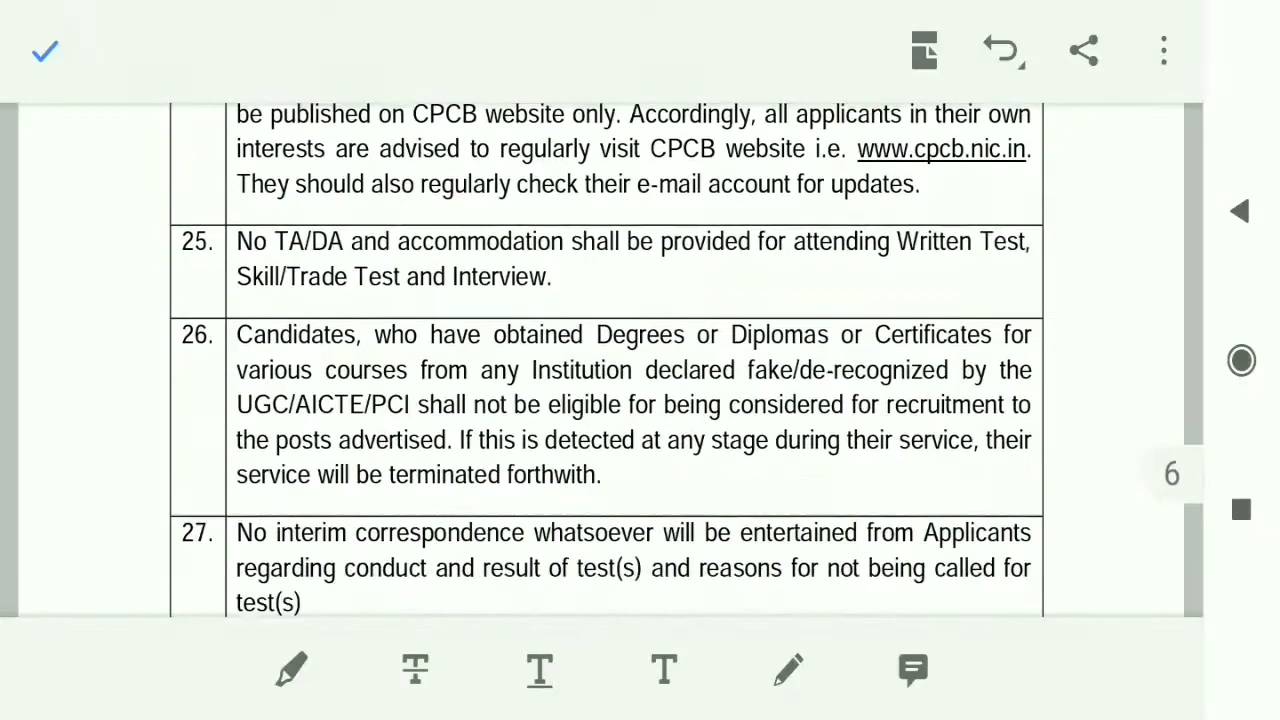 be published on CPCB website only. Accordingly, all applicants in their own
interests are advised to regularly visit CPCB website i.e. www.cpcb.nic.in.
They should also regularly check their e-mail account for updates.
25. No TA/DA and accommodation shall be provided for attending Written Test,
Skill/Trade Test and Interview.
26. Candidates, who have obtained Degrees or Diplomas or Certificates for
various courses from any Institution declared fake/de-recognized by the
UGC/AICTE/PCI shall not be eligible for being considered for recruitment to
the posts advertised. If this is detected at any stage during their service, their
service will be terminated forthwith.
6
27. No interim correspondence whatsoever will be entertained from Applicants
regarding conduct and result of test(s) and reasons for not being called for
test(s)